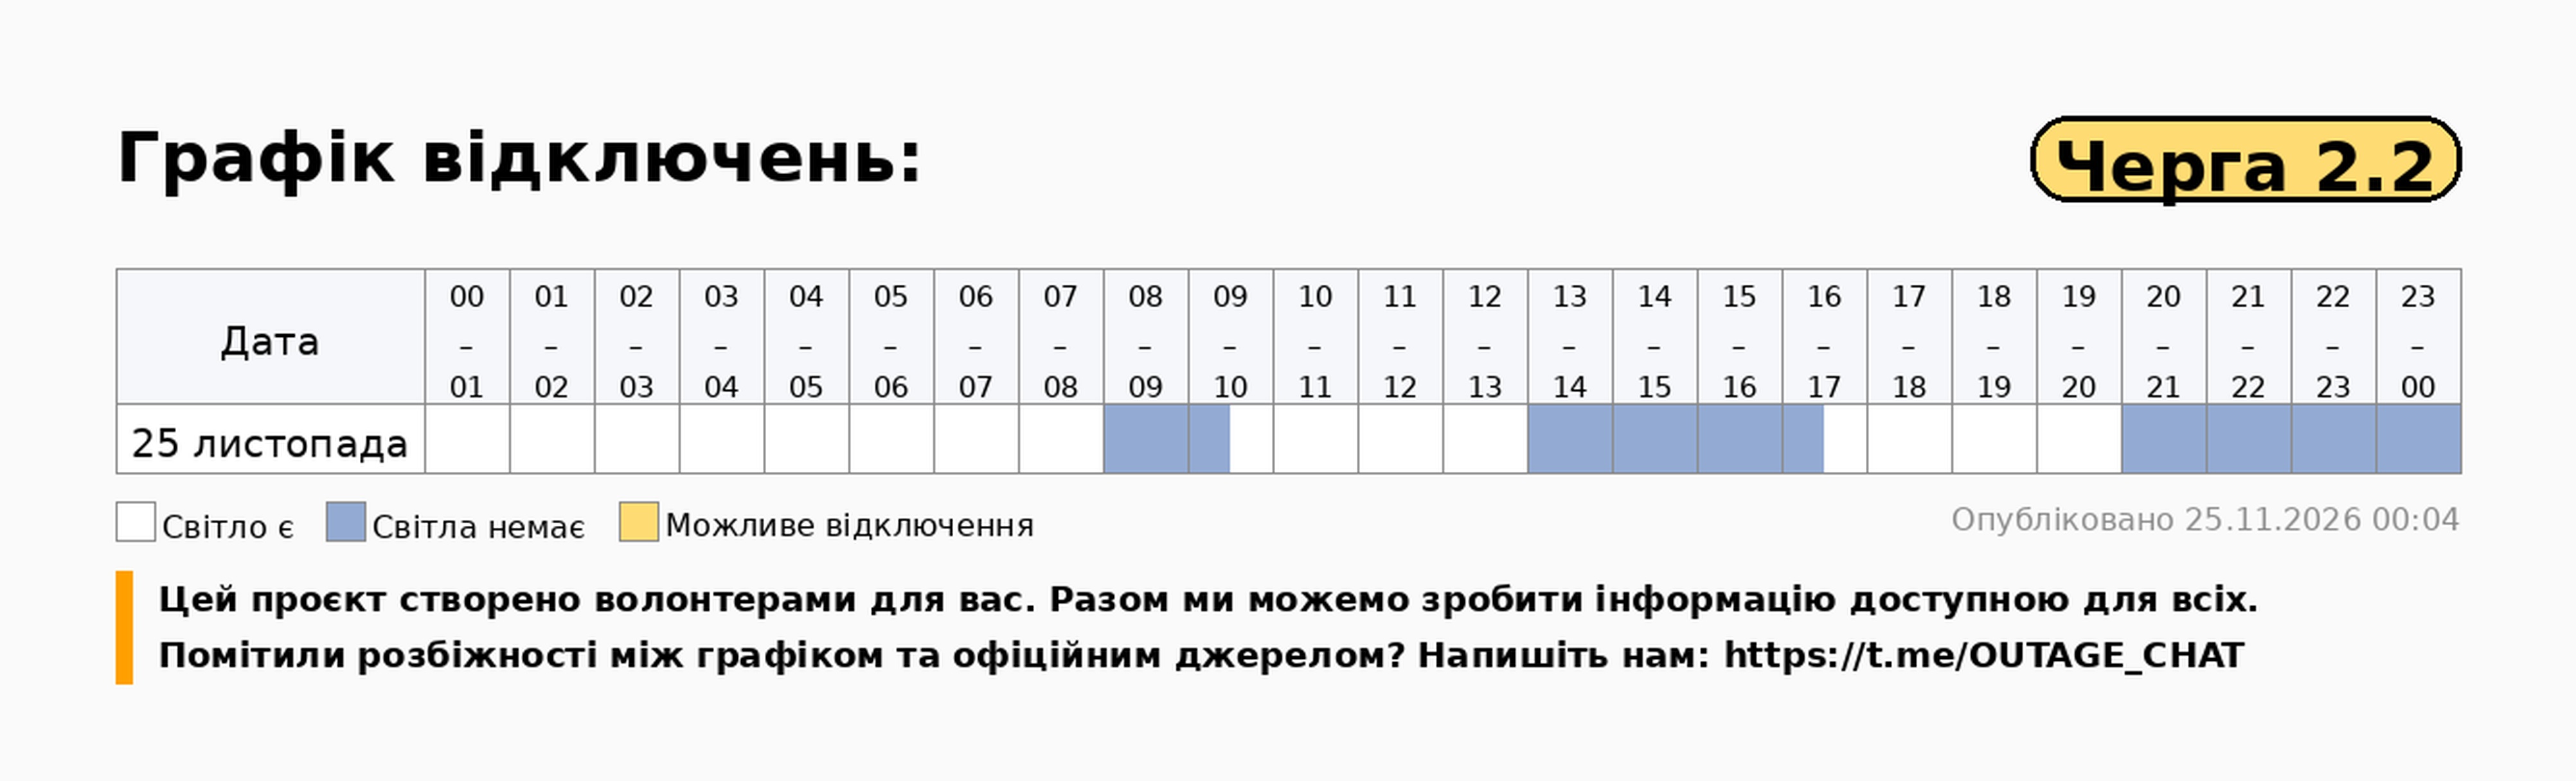 Графік відключень:
Черга 2.2
Дата
00 – 01
01 – 02
02 – 03
03 – 04
04 – 05
05 – 06
06 – 07
07 – 08
08 – 09
09 – 10
10 – 11
11 – 12
12 – 13
13 – 14
14 – 15
15 – 16
16 – 17
17 – 18
18 – 19
19 – 20
20 – 21
21 – 22
22 – 23
23 – 00
25 листопада
Світло є
Світла немає
Можливе відключення
Опубліковано 25.11.2026 00:04
Цей проєкт створено волонтерами для вас. Разом ми можемо зробити інформацію доступною для всіх.
Помітили розбіжності між графіком та офіційним джерелом? Напишіть нам: https://t.me/OUTAGE_CHAT